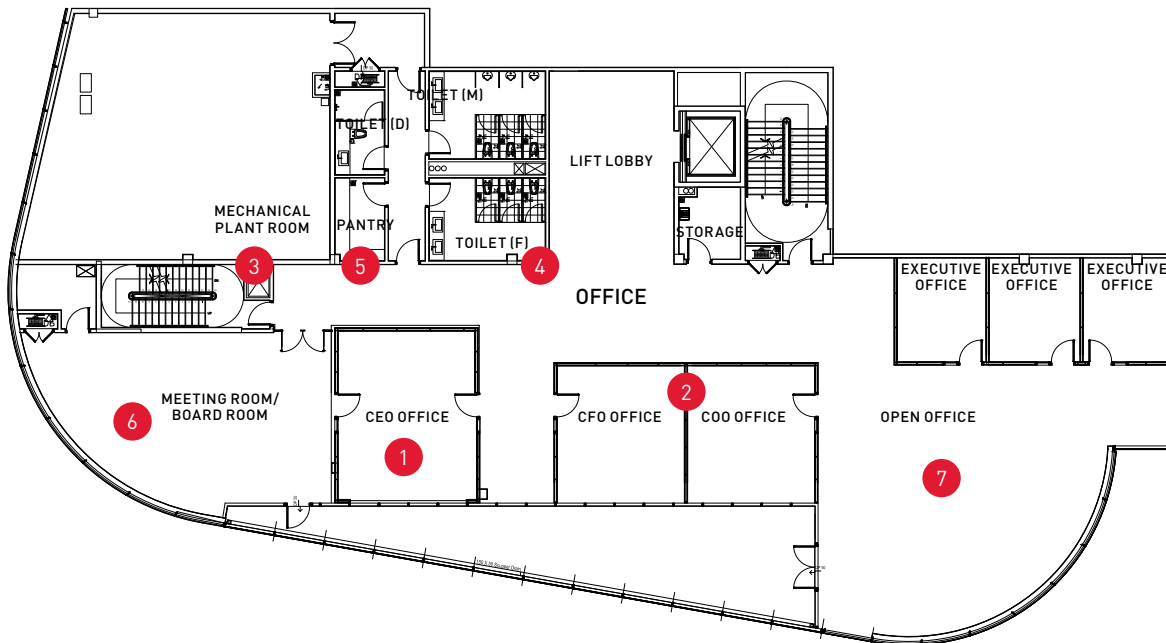 TOILET (M)
TOILET (D)
LIFT LOBBY
MECHANICAL
PLANT ROOM
PANTRY
TOILET (F)
STORAGE
3
5
4
OFFICE
EXECUTIVE
OFFICE
EXECUTIVE
OFFICE
EXECUTIVE
OFFICE
MEETING ROOM/
BOARD ROOM
6
CEO OFFICE
1
2
CFO OFFICE
COO OFFICE
OPEN OFFICE
7